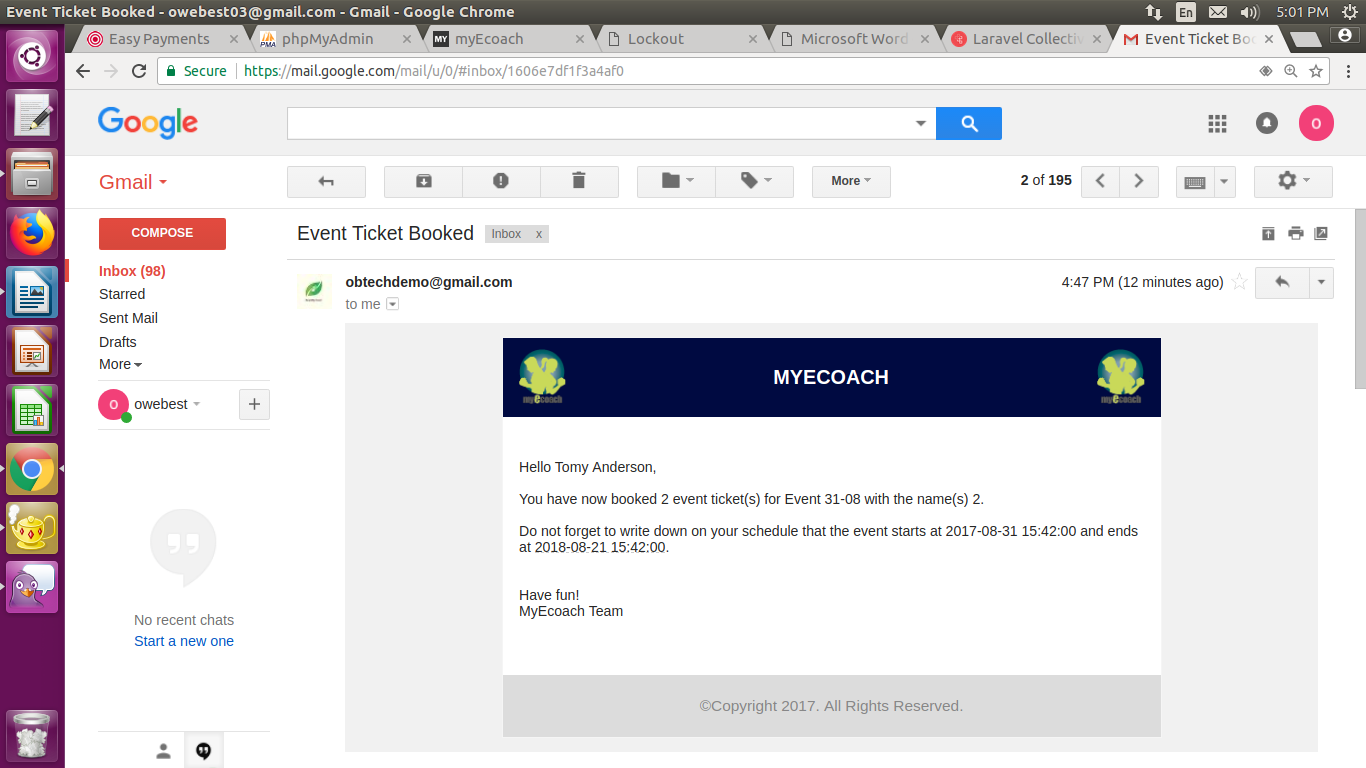 Event Ticket Booked - owebest03@gmail.com - Gmail - Google Chrome
En
5:01 PM
Easy Payments
PMA
phpMyAdmin
MY
myEcoach
Lockout
Microsoft Word
Laravel Collectiv
Event Ticket Boo
Secure
https://mail.google.com/mail/u/0/#inbox/1606e7df1f3a4af0
Google
O
Gmail
More
2 of 195
COMPOSE
Event Ticket Booked
Inbox x
Inbox (98)
Starred
Sent Mail
Drafts
More
obtechdemo@gmail.com
4:47 PM (12 minutes ago)
to me
O
owebest
MYECOACH
myEcoach
myEcoach
Hello Tomy Anderson,
You have now booked 2 event ticket(s) for Event 31-08 with the name(s) 2.
Do not forget to write down on your schedule that the event starts at 2017-08-31 15:42:00 and ends
at 2018-08-21 15:42:00.
Have fun!
MyEcoach Team
No recent chats
Start a new one
©Copyright 2017. All Rights Reserved.